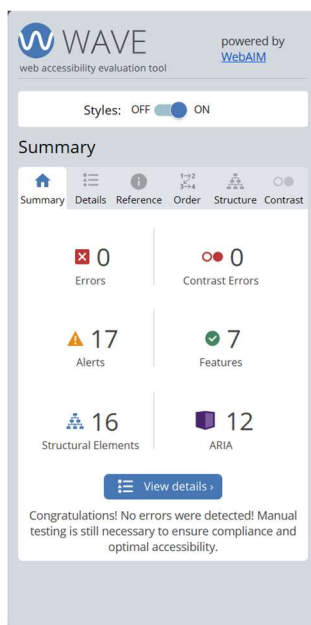 WAVE
web accessibility evaluation tool
powered by
WebAIM
Styles: OFF ON
Summary
Summary Details Reference Order Structure Contrast
1→2
3→4
0 0
Errors Contrast Errors
17 7
Alerts Features
16 12
Structural Elements ARIA
View details ›
Congratulations! No errors were detected! Manual
testing is still necessary to ensure compliance and
optimal accessibility.